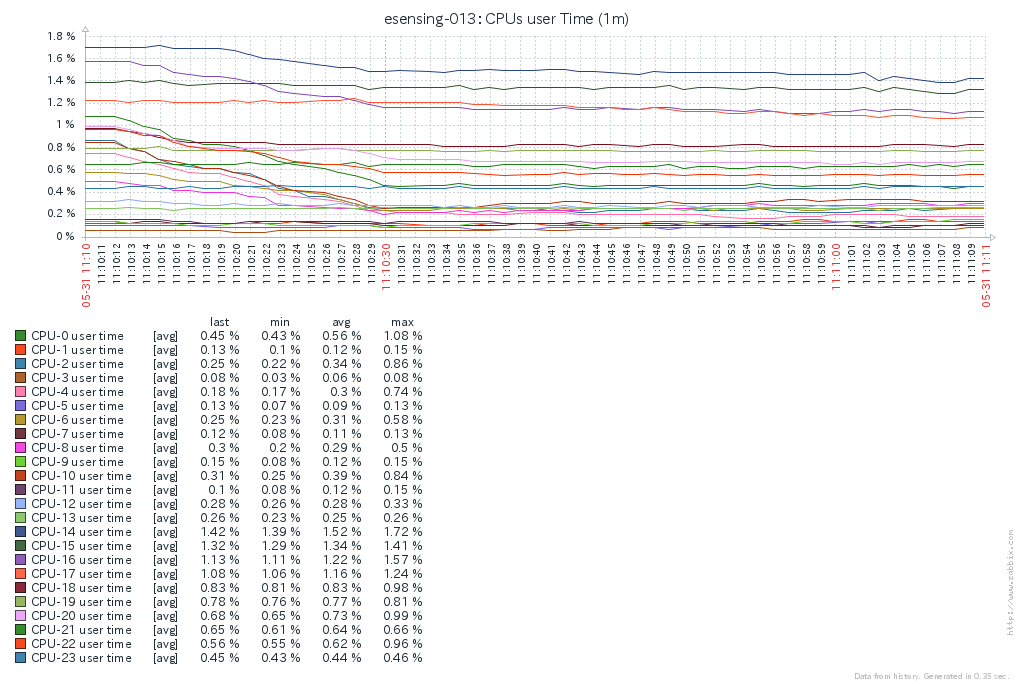 esensing-013: CPUs user Time (1m)
1.8 %
1.6 %
1.4 %
1.2 %
1 %
0.8 %
0.6 %
0.4 %
0.2 %
0 %
05-31 11:10
11:10:11
11:10:12
11:10:13
11:10:14
11:10:15
11:10:16
11:10:17
11:10:18
11:10:19
11:10:20
11:10:21
11:10:22
11:10:23
11:10:24
11:10:25
11:10:26
11:10:27
11:10:28
11:10:29
11:10:30
11:10:31
11:10:32
11:10:33
11:10:34
11:10:35
11:10:36
11:10:37
11:10:38
11:10:39
11:10:40
11:10:41
11:10:42
11:10:43
11:10:44
11:10:45
11:10:46
11:10:47
11:10:48
11:10:49
11:10:50
11:10:51
11:10:52
11:10:53
11:10:54
11:10:55
11:10:56
11:10:57
11:10:58
11:10:59
11:11:00
11:11:01
11:11:02
11:11:03
11:11:04
11:11:05
11:11:06
11:11:07
11:11:08
11:11:09
05-31 11:11
last min avg max
CPU-0 user time [avg] 0.45 % 0.43 % 0.56 % 1.08 %
CPU-1 user time [avg] 0.13 % 0.1 % 0.12 % 0.15 %
CPU-2 user time [avg] 0.25 % 0.22 % 0.34 % 0.86 %
CPU-3 user time [avg] 0.08 % 0.03 % 0.06 % 0.08 %
CPU-4 user time [avg] 0.18 % 0.17 % 0.3 % 0.74 %
CPU-5 user time [avg] 0.13 % 0.07 % 0.09 % 0.13 %
CPU-6 user time [avg] 0.25 % 0.23 % 0.31 % 0.58 %
CPU-7 user time [avg] 0.12 % 0.08 % 0.11 % 0.13 %
CPU-8 user time [avg] 0.3 % 0.2 % 0.29 % 0.5 %
CPU-9 user time [avg] 0.15 % 0.08 % 0.12 % 0.15 %
CPU-10 user time [avg] 0.31 % 0.25 % 0.39 % 0.84 %
CPU-11 user time [avg] 0.1 % 0.08 % 0.12 % 0.15 %
CPU-12 user time [avg] 0.28 % 0.26 % 0.28 % 0.33 %
CPU-13 user time [avg] 0.26 % 0.23 % 0.25 % 0.26 %
CPU-14 user time [avg] 1.42 % 1.39 % 1.52 % 1.72 %
CPU-15 user time [avg] 1.32 % 1.29 % 1.34 % 1.41 %
CPU-16 user time [avg] 1.13 % 1.11 % 1.22 % 1.57 %
CPU-17 user time [avg] 1.08 % 1.06 % 1.16 % 1.24 %
CPU-18 user time [avg] 0.83 % 0.81 % 0.83 % 0.98 %
CPU-19 user time [avg] 0.78 % 0.76 % 0.77 % 0.81 %
CPU-20 user time [avg] 0.68 % 0.65 % 0.73 % 0.99 %
CPU-21 user time [avg] 0.65 % 0.61 % 0.64 % 0.66 %
CPU-22 user time [avg] 0.56 % 0.55 % 0.62 % 0.96 %
CPU-23 user time [avg] 0.45 % 0.43 % 0.44 % 0.46 %
http://www.zabbix.com
Data from history. Generated in 0.35 sec.